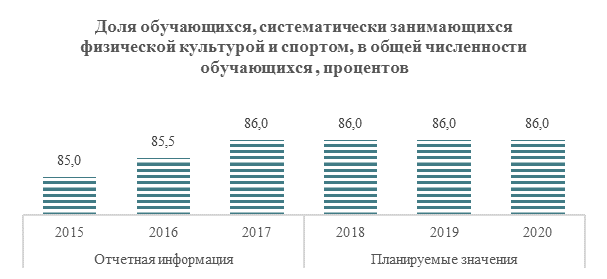 Доля обучающихся, систематически занимающихся
физической культурой и спортом, в общей численности
обучающихся , процентов
85,0 85,5 86,0 86,0 86,0 86,0
2015 2016 2017 2018 2019 2020
Отчетная информация Планируемые значения